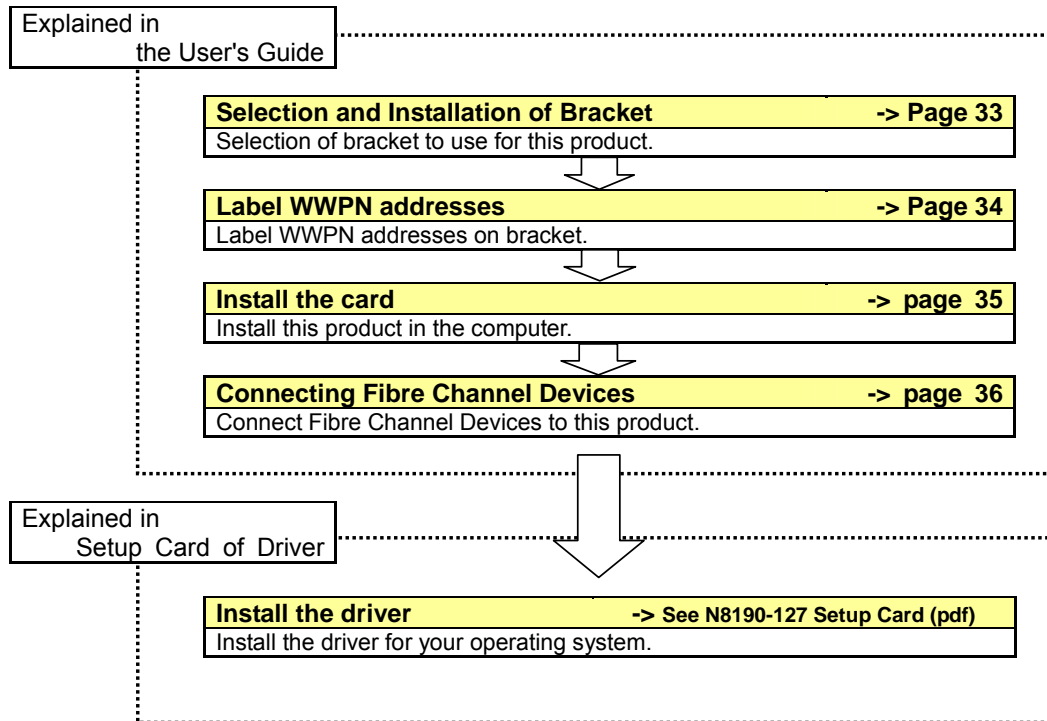 Explained in
the User's Guide
Selection and Installation of Bracket -> Page 33
Selection of bracket to use for this product.
Label WWPN addresses -> Page 34
Label WWPN addresses on bracket.
Install the card -> page 35
Install this product in the computer.
Connecting Fibre Channel Devices -> page 36
Connect Fibre Channel Devices to this product.
Explained in
Setup Card of Driver
Install the driver -> See N8190-127 Setup Card (pdf)
Install the driver for your operating system.